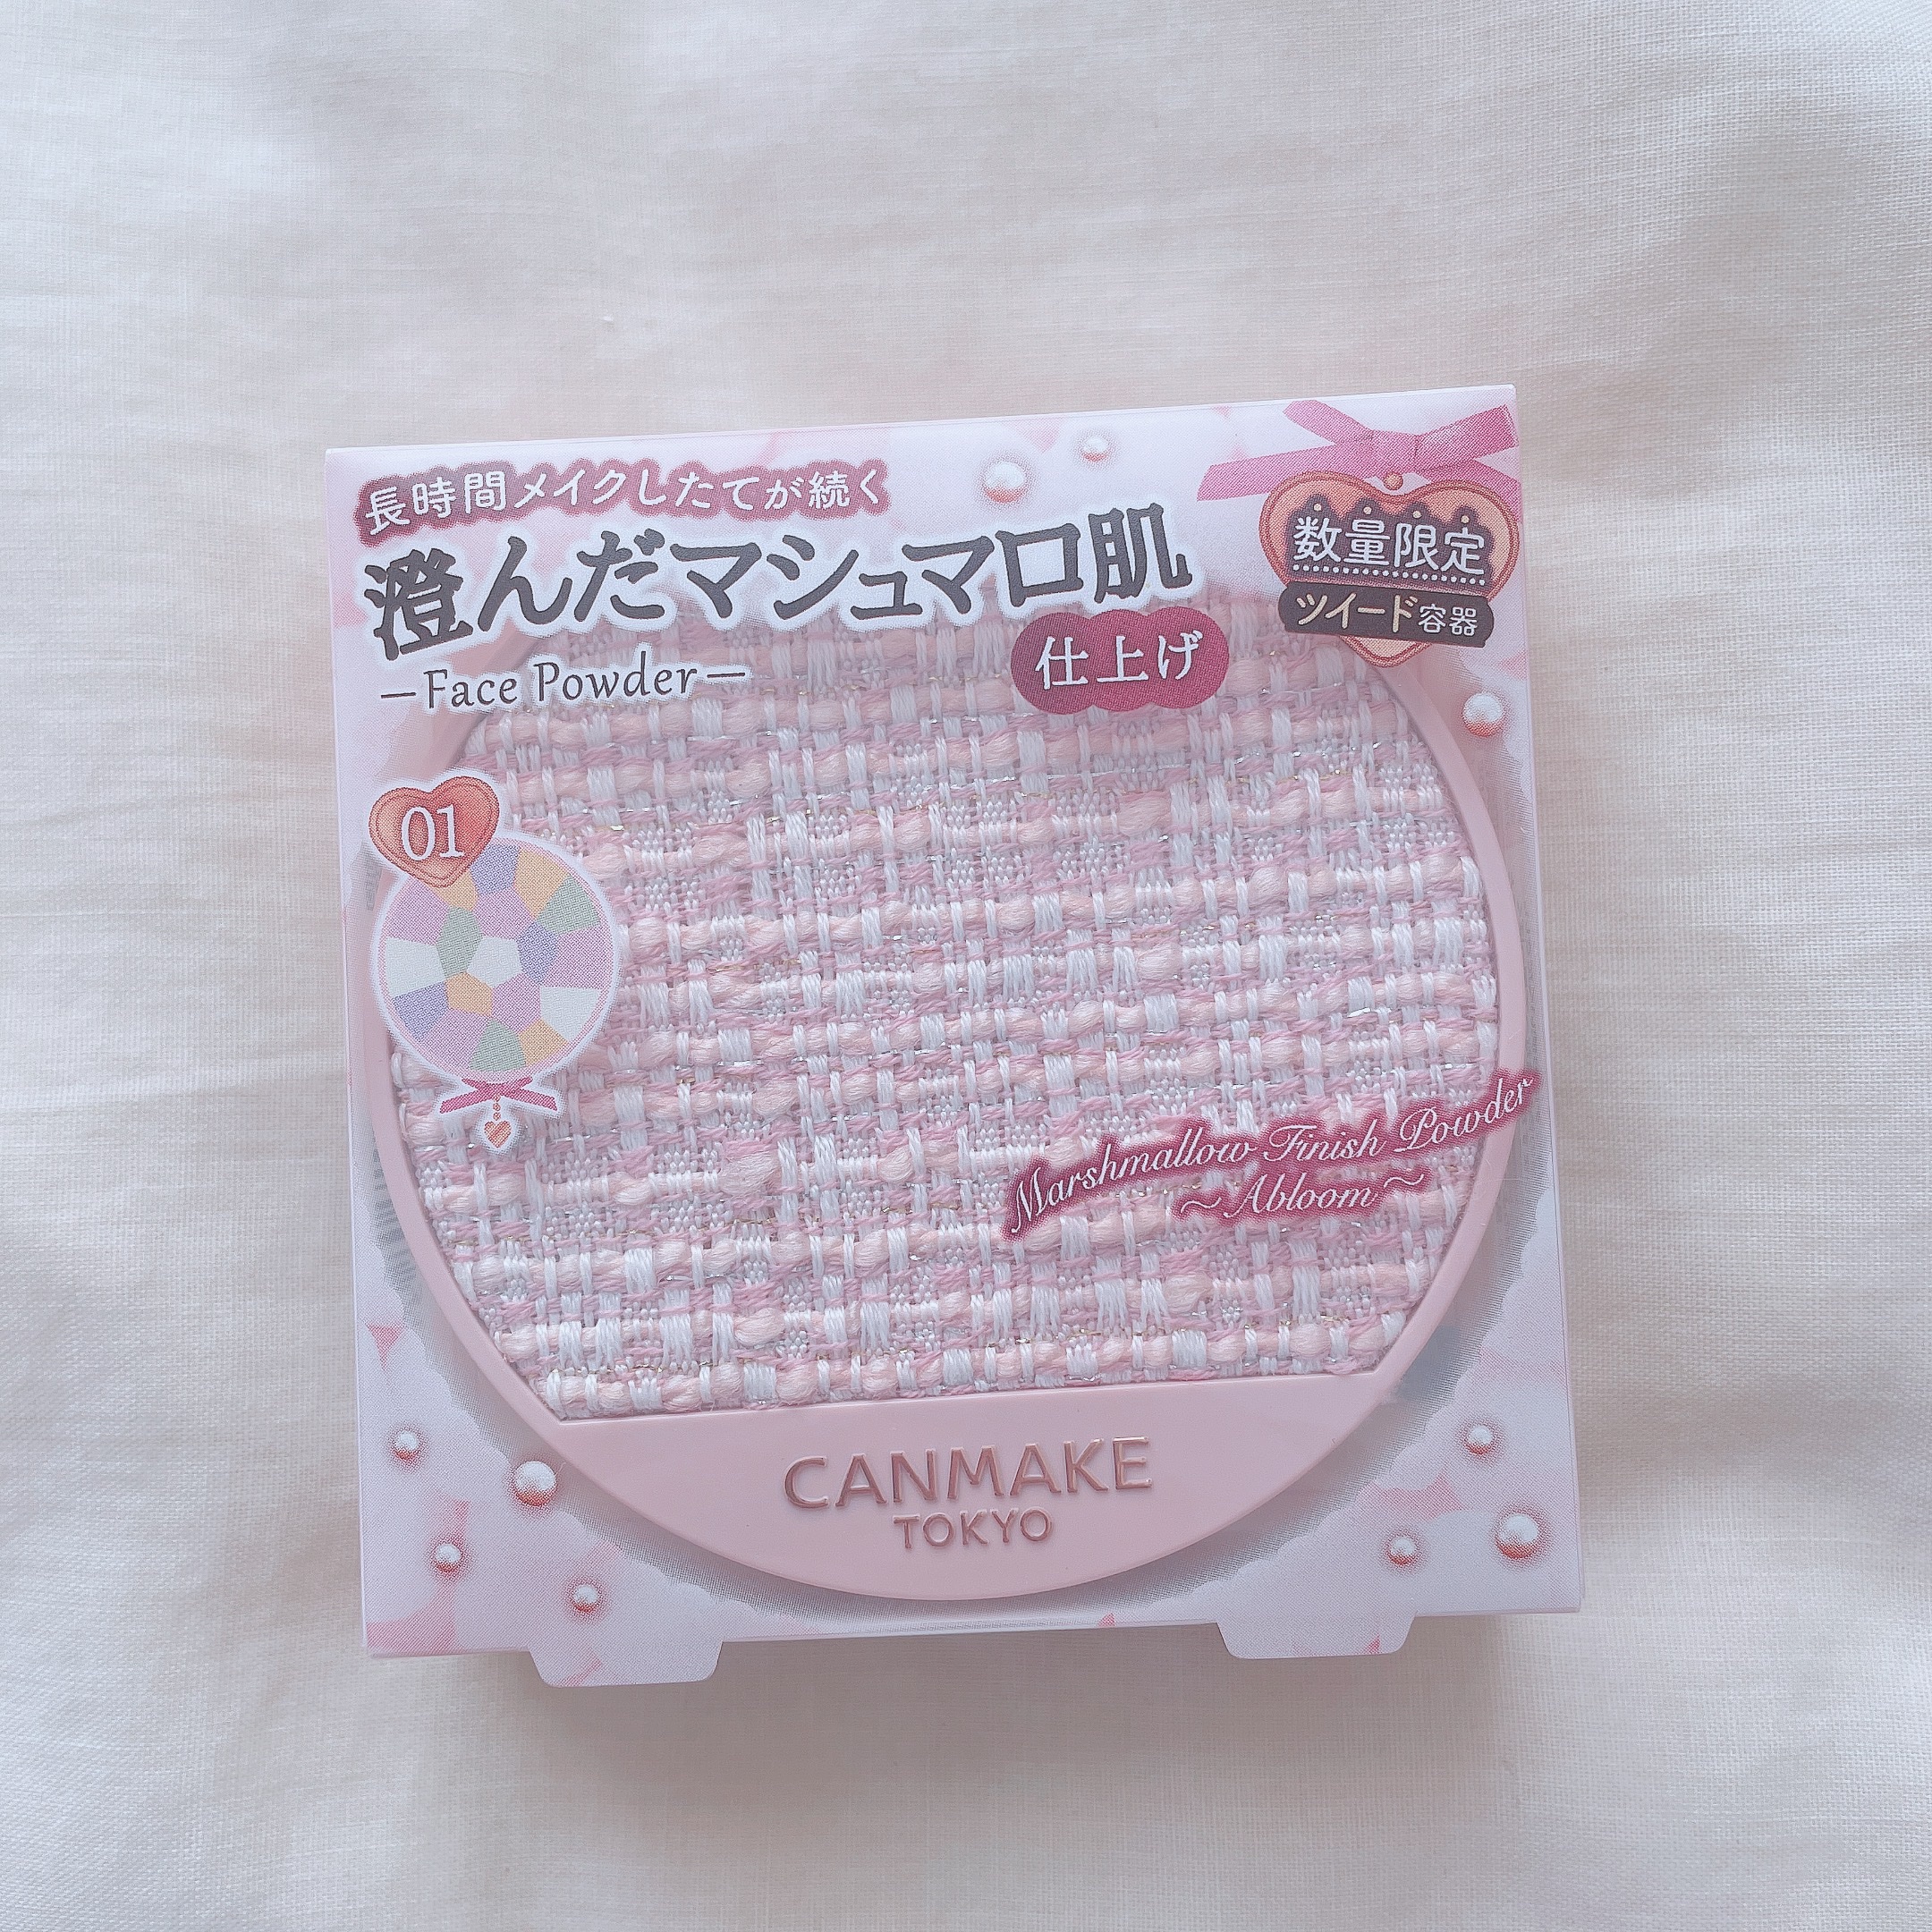 長時間メイクしたてが続く
澄んだマシュマロ肌
仕上げ
—Face Powder—
数量限定
ツイード容器
01
Marshmallow Finish Powder
～Abloom～
CANMAKE
TOKYO